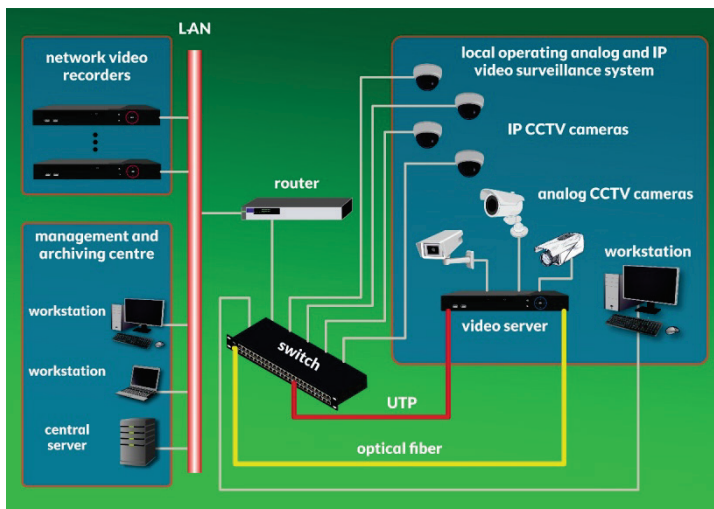 LAN
network video
recorders
local operating analog and IP
video surveillance system
IP CCTV cameras
router
analog CCTV cameras
management and
archiving centre
workstation
workstation
video server
switch
workstation
UTP
central
server
optical fiber